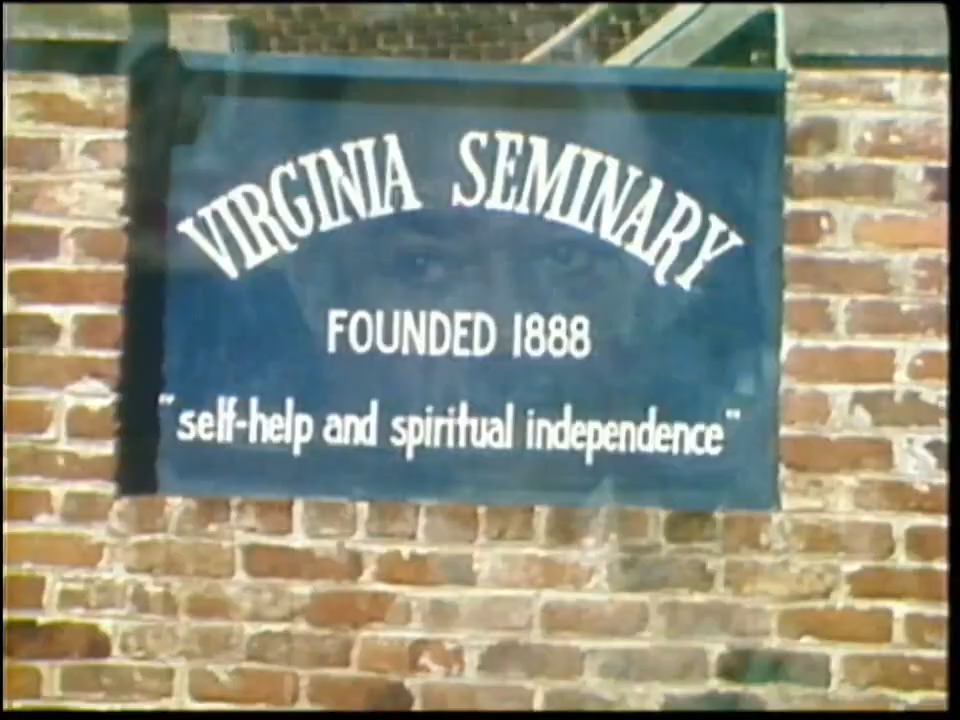 VIRGINIA SEMINARY
FOUNDED 1888
"self-help and spiritual independence"